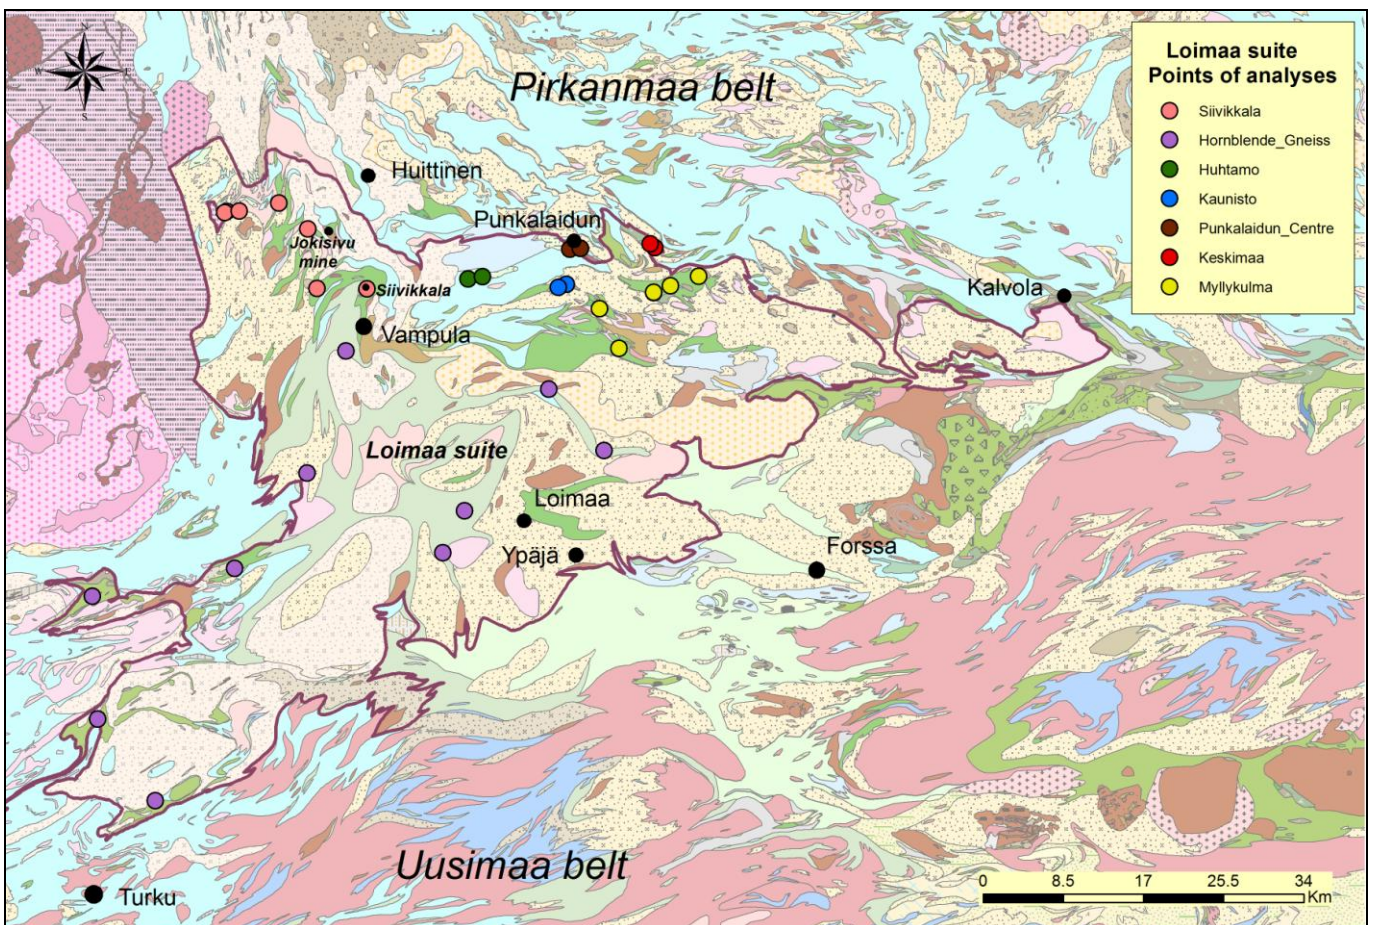 N
S
Pirkanmaa belt
Loimaa suite
Points of analyses
Siivikkala
Hornblende_Gneiss
Huhtamo
Kaunisto
Punkalaidun_Centre
Keskimaa
Myllykulma
Huittinen
Punkalaidun
Jokisivu
mine
Siivikkala
Kalvola
Vampula
Loimaa suite
Loimaa
Ypäjä
Forssa
Uusimaa belt
Turku
0 8.5 17 25.5 34
Km